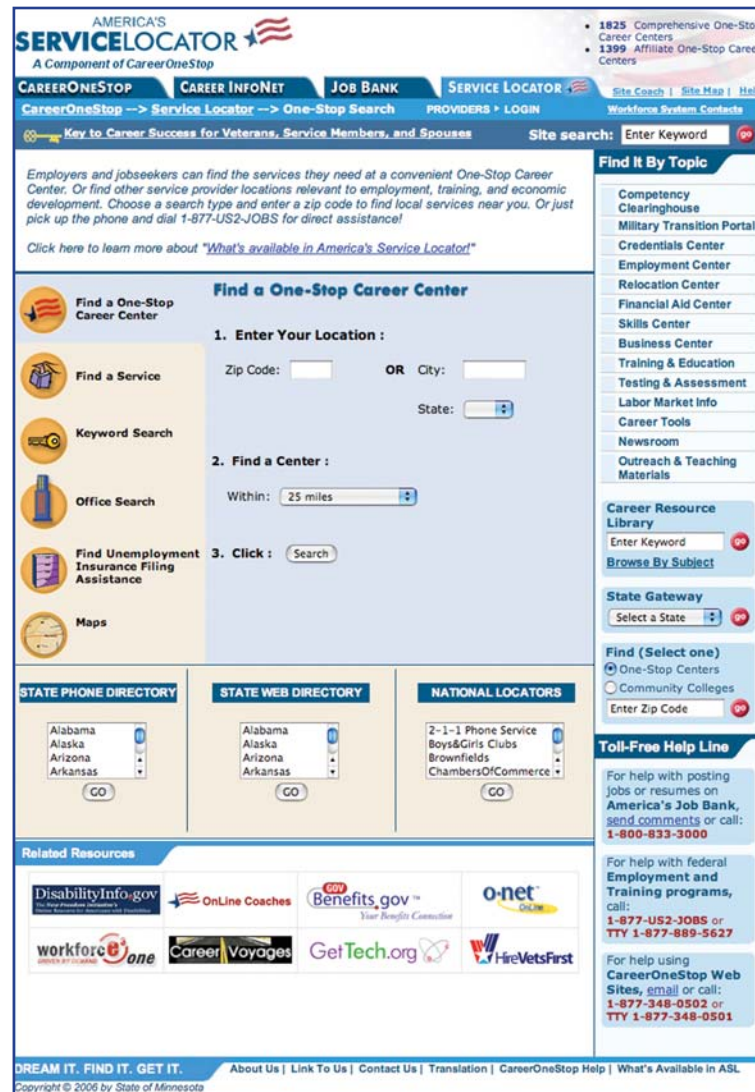 AMERICA'S
SERVICELOCATOR
A Component of CareerOneStop
1825 Comprehensive One-Sto
Career Centers
1399 Affiliate One-Stop Caree
Centers
CAREERONESTOP CAREER INFONET JOB BANK SERVICE LOCATOR
Site Coach | Site Map | Hel
CareerOneStop --> Service Locator --> One-Stop Search PROVIDERS LOGIN
Workforce System Contacts
Key to Career Success for Veterans, Service Members, and Spouses
Site search: Enter Keyword go
Employers and jobseekers can find the services they need at a convenient One-Stop Career
Center. Or find other service provider locations relevant to employment, training, and economic
development. Choose a search type and enter a zip code to find local services near you. Or just
pick up the phone and dial 1-877-US2-JOBS for direct assistance!
Click here to learn more about "What's available in America's Service Locator!"
Find a One-Stop
Career Center
Find a Service
Keyword Search
Office Search
Find Unemployment
Insurance Filing
Assistance
Maps
Find a One-Stop Career Center
1. Enter Your Location :
Zip Code: OR City:
State:
2. Find a Center :
Within: 25 miles
3. Click : Search
STATE PHONE DIRECTORY
Alabama
Alaska
Arizona
Arkansas
GO
STATE WEB DIRECTORY
Alabama
Alaska
Arizona
Arkansas
GO
NATIONAL LOCATORS
2-1-1 Phone Service
Boys&Girls Clubs
Brownfields
ChambersOfCommerce
GO
Related Resources
DisabilityInfo.gov
OnLine Coaches
GOV
Benefits.gov ™
Your Benefits Connection
o*net
OnLine
workforce one
DRIVEN BY DEMAND
Career Voyages
GetTech.org
HireVetsFirst
Find It By Topic
Competency
Clearinghouse
Military Transition Portal
Credentials Center
Employment Center
Relocation Center
Financial Aid Center
Skills Center
Business Center
Training & Education
Testing & Assessment
Labor Market Info
Career Tools
Newsroom
Outreach & Teaching
Materials
Career Resource
Library
Enter Keyword go
Browse By Subject
State Gateway
Select a State go
Find (Select one)
One-Stop Centers
Community Colleges
Enter Zip Code go
Toll-Free Help Line
For help with posting
jobs or resumes on
America's Job Bank,
send comments or call:
1-800-833-3000
For help with federal
Employment and
Training programs,
call:
1-877-US2-JOBS or
TTY 1-877-889-5627
For help using
CareerOneStop Web
Sites, email or call:
1-877-348-0502 or
TTY 1-877-348-0501
DREAM IT. FIND IT. GET IT.
About Us | Link To Us | Contact Us | Translation | CareerOneStop Help | What's Available in ASL
Copyright © 2006 by State of Minnesota